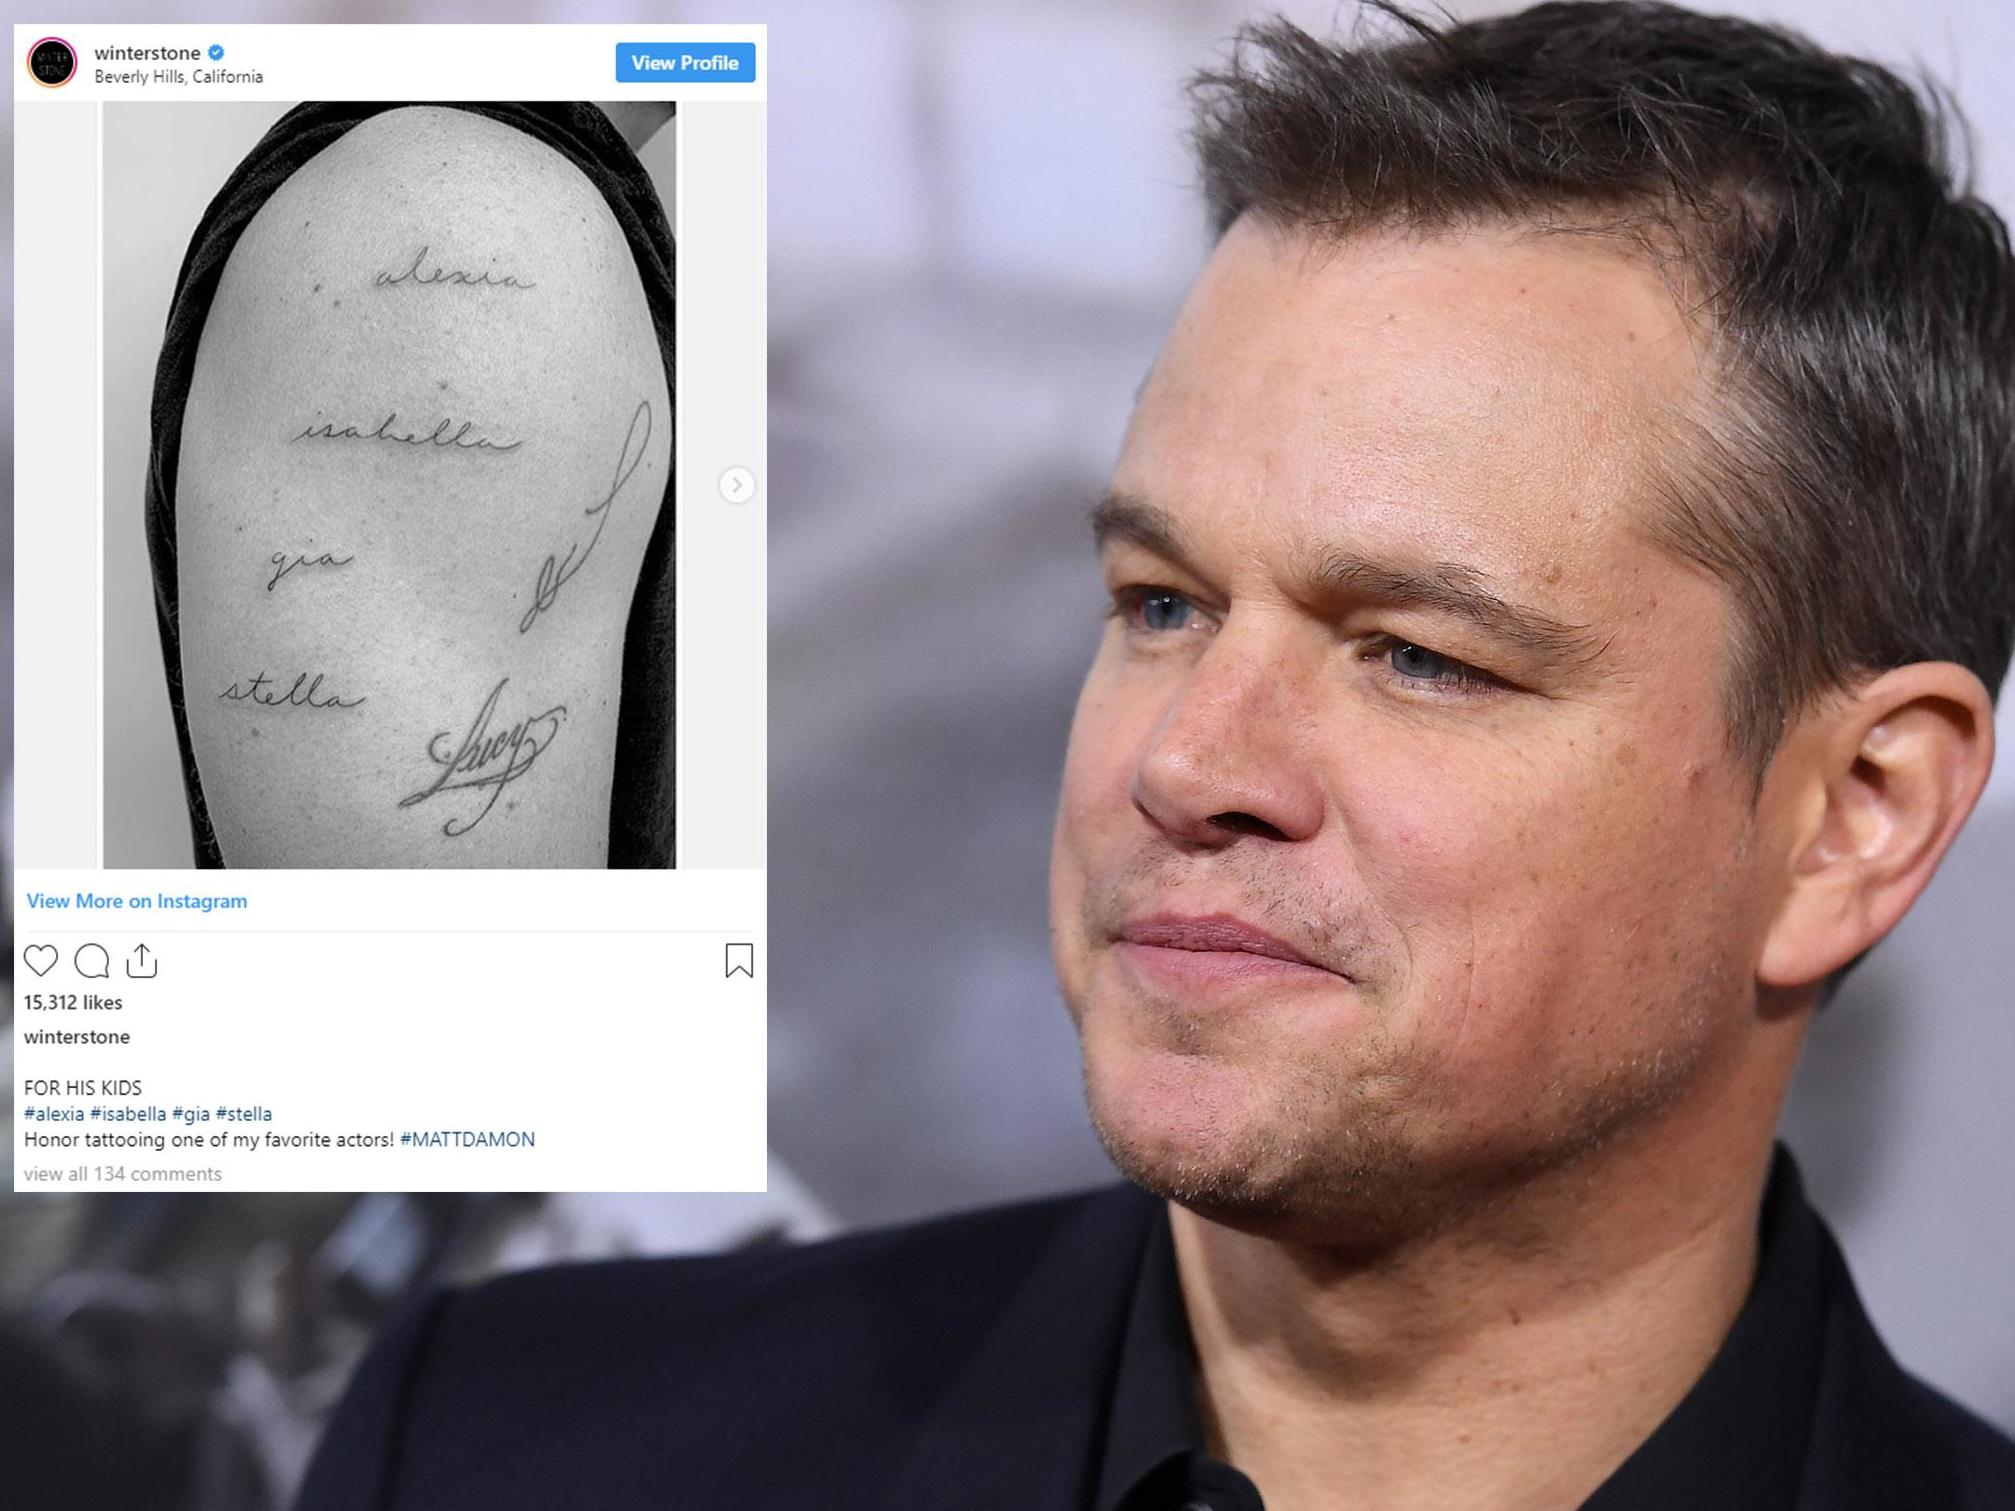 winterstone
Beverly Hills, California
View Profile
WINTER
STONE
alexia
isabella
gia
stella
Lucy
View More on Instagram
15,312 likes
winterstone
FOR HIS KIDS
#alexia #isabella #gia #stella
Honor tattooing one of my favorite actors! #MATTDAMON
view all 134 comments